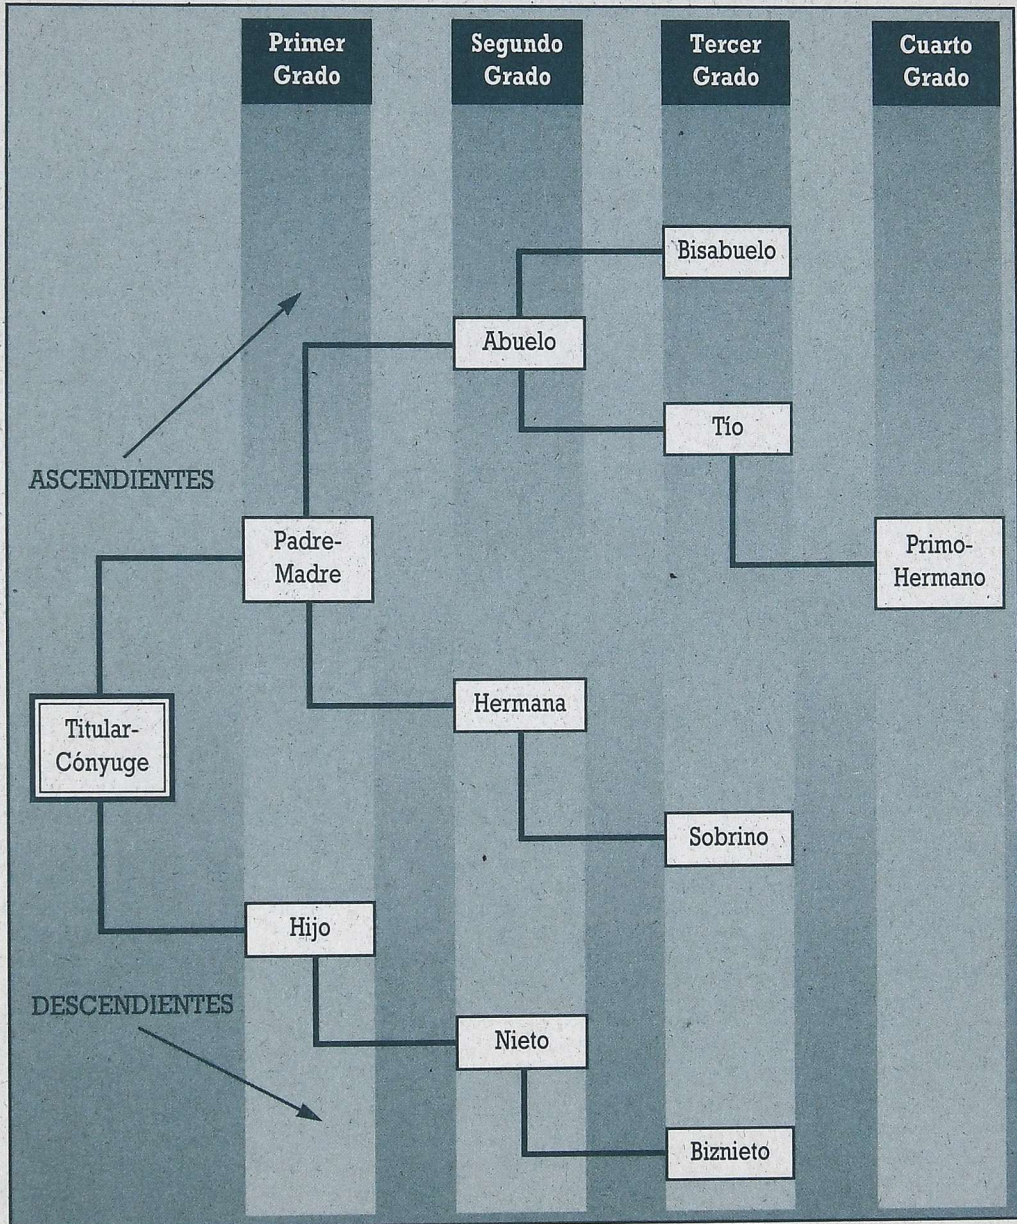 Primer
Grado
Segundo
Grado
Tercer
Grado
Cuarto
Grado
Bisabuelo
Abuelo
Tío
ASCENDIENTES
Padre-
Madre
Primo-
Hermano
Hermana
Titular-
Cónyuge
Sobrino
Hijo
DESCENDIENTES
Nieto
Biznieto